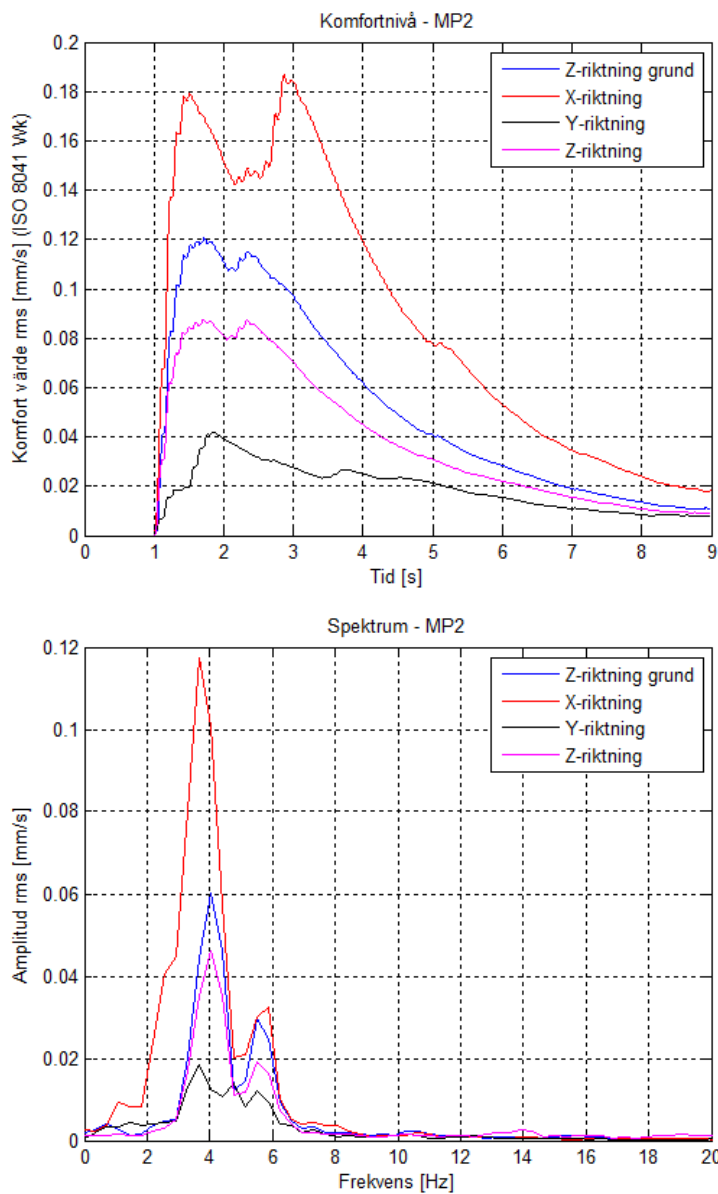 Komfortnivå - MP2
0.2
0.18
0.16
0.14
0.12
0.1
0.08
0.06
0.04
0.02
0
Komfort värde rms [mm/s] (ISO 8041 Wk)
Z-riktning grund
X-riktning
Y-riktning
Z-riktning
0 1 2 3 4 5 6 7 8 9
Tid [s]
Spektrum - MP2
0.12
0.1
0.08
0.06
0.04
0.02
0
Amplitud rms [mm/s]
Z-riktning grund
X-riktning
Y-riktning
Z-riktning
0 2 4 6 8 10 12 14 16 18 20
Frekvens [Hz]